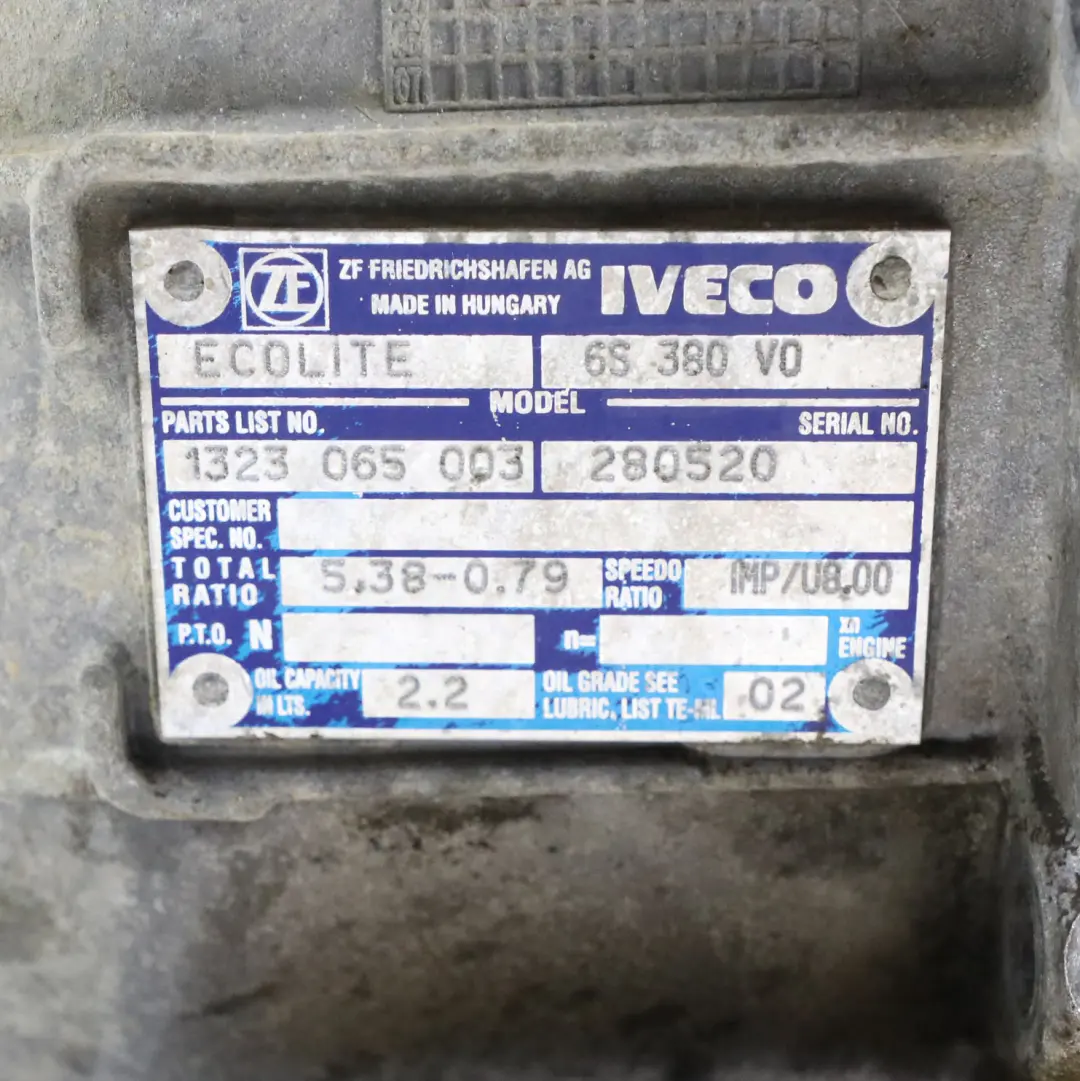 ZF
ZF FRIEDRICHSHAFEN AG
MADE IN HUNGARY
IVECO
ECOLITE 6S 380 VO
MODEL
PARTS LIST NO. SERIAL NO.
1323 065 003 280520
CUSTOMER
SPEC. NO.
TOTAL
RATIO
5,38-0.79
SPEEDO
RATIO
IMP/U8.00
P.T.O. N n= xn
ENGINE
OIL CAPACITY
IN LTS.
2.2
OIL GRADE SEE
LUBRIC, LIST TE-ML
02